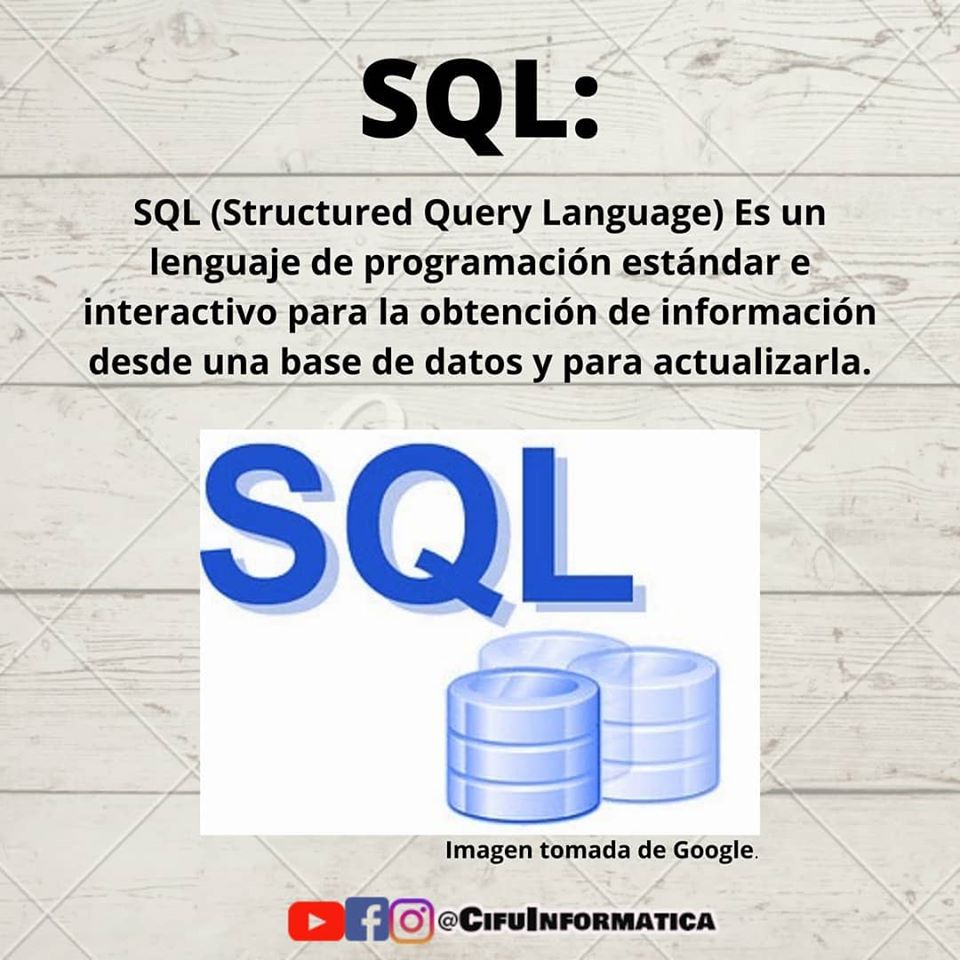 SQL:
SQL (Structured Query Language) Es un
lenguaje de programación estándar e
interactivo para la obtención de información
desde una base de datos y para actualizarla.
SQL
Imagen tomada de Google.
@CifuInformatica